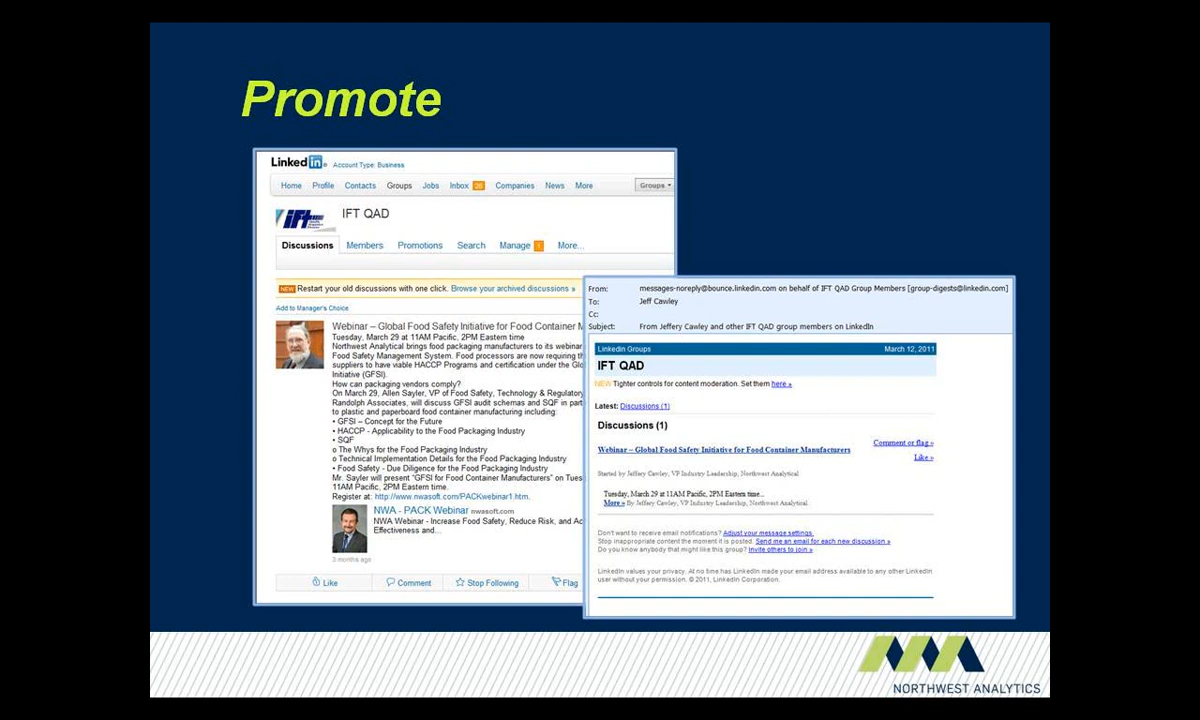 Promote
Linked in Account Type: Business
Home Profile Contacts Groups Jobs Inbox 26 Companies News More Groups
ift IFT QAD
Discussions Members Promotions Search Manage 1 More...
NEW Restart your old discussions with one click. Browse your archived discussions »
Add to Manager's Choice
Webinar – Global Food Safety Initiative for Food Container M
Tuesday, March 29 at 11AM Pacific, 2PM Eastern time
Northwest Analytical brings food packaging manufacturers to its webinar
Food Safety Management System. Food processors are now requiring th
suppliers to have viable HACCP Programs and certification under the Glo
Initiative (GFSI).
How can packaging vendors comply?
On March 29, Allen Sayler, VP of Food Safety, Technology & Regulatory
Randolph Associates, will discuss GFSI audit schemas and SQF in part
to plastic and paperboard food container manufacturing including:
• GFSI – Concept for the Future
• HACCP - Applicability to the Food Packaging Industry
• SQF
o The Whys for the Food Packaging Industry
o Technical Implementation Details for the Food Packaging Industry
• Food Safety - Due Diligence for the Food Packaging Industry
Mr. Sayler will present "GFSI for Food Container Manufacturers" on Tues
11AM Pacific, 2PM Eastern time.
Register at: http://www.nwasoft.com/PACKwebinar1.htm.
NWA - PACK Webinar nwasoft.com
NWA Webinar - Increase Food Safety, Reduce Risk, and Ac
Effectiveness and...
3 months ago
Like Comment Stop Following Flag
From: messages-noreply@bounce.linkedin.com on behalf of IFT QAD Group Members [group-digests@linkedin.com]
To: Jeff Cawley
Cc:
Subject: From Jeffery Cawley and other IFT QAD group members on LinkedIn
Linkedin Groups March 12, 2011
IFT QAD
NEW Tighter controls for content moderation. Set them here »
Latest: Discussions (1)
Discussions (1)
Webinar – Global Food Safety Initiative for Food Container Manufacturers
Comment or flag »
Like »
Started by Jeffery Cawley, VP Industry Leadership, Northwest Analytical
Tuesday, March 29 at 11AM Pacific, 2PM Eastern time...
More » By Jeffery Cawley, VP Industry Leadership, Northwest Analytical
Don't want to receive email notifications? Adjust your message settings.
Stop inappropriate content the moment it is posted. Send me an email for each new discussion »
Do you know anybody that might like this group? Invite others to join »
LinkedIn values your privacy. At no time has LinkedIn made your email address available to any other LinkedIn
user without your permission. © 2011, LinkedIn Corporation.
NORTHWEST ANALYTICS